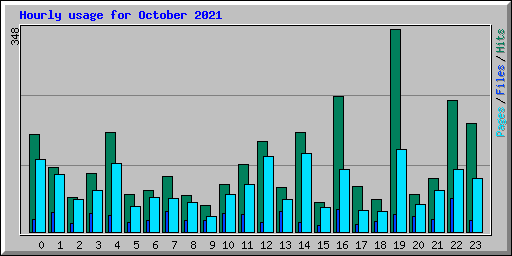 Hourly usage for October 2021
348
Pages / Files / Hits
0 1 2 3 4 5 6 7 8 9 10 11 12 13 14 15 16 17 18 19 20 21 22 23